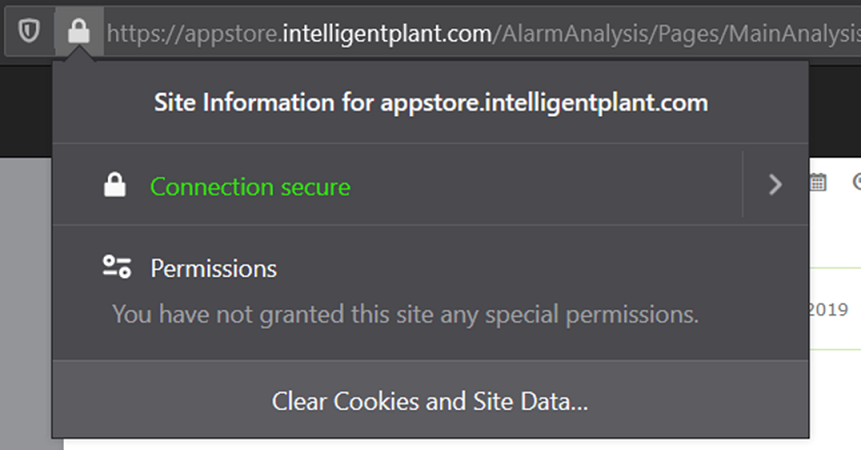 https://appstore.intelligentplant.com/AlarmAnalysis/Pages/MainAnalysis
Site Information for appstore.intelligentplant.com
Connection secure
Permissions
2019
You have not granted this site any special permissions.
Clear Cookies and Site Data...